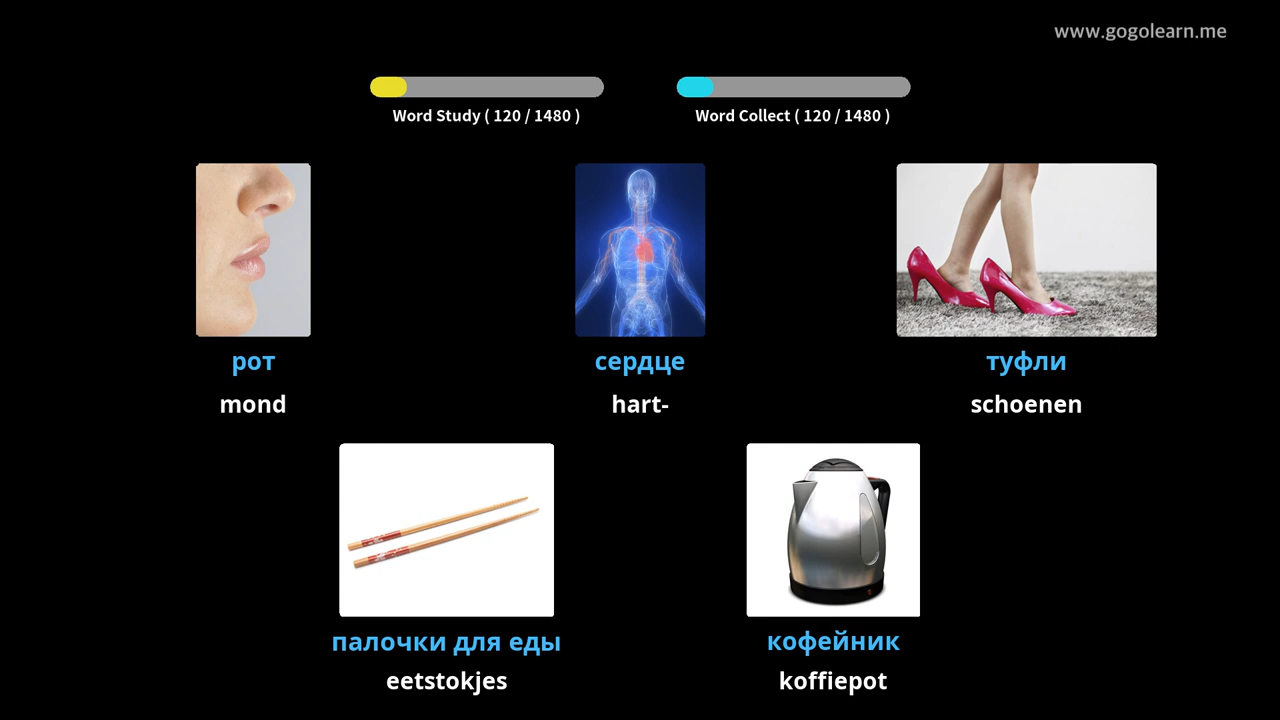 www.gogolearn.me
Word Study ( 120 / 1480 )
Word Collect ( 120 / 1480 )
рот
mond
сердце
hart-
туфли
schoenen
палочки для еды
eetstokjes
кофейник
koffiepot